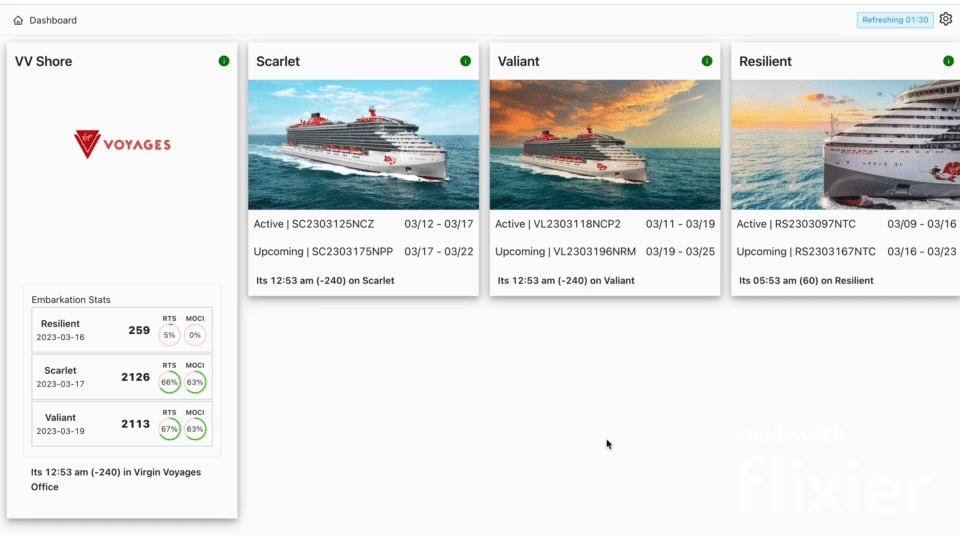 Dashboard
Refreshing 01:30
VV Shore
Virgin VOYAGES
Embarkation Stats
Resilient
2023-03-16
259
RTS
5%
MOCI
0%
Scarlet
2023-03-17
2126
RTS
66%
MOCI
63%
Valiant
2023-03-19
2113
RTS
67%
MOCI
63%
Its 12:53 am (-240) in Virgin Voyages
Office
Scarlet
Active | SC2303125NCZ 03/12 - 03/17
Upcoming | SC2303175NPP 03/17 - 03/22
Its 12:53 am (-240) on Scarlet
Valiant
Active | VL2303118NCP2 03/11 - 03/19
Upcoming | VL2303196NRM 03/19 - 03/25
Its 12:53 am (-240) on Valiant
Resilient
Active | RS2303097NTC 03/09 - 03/16
Upcoming | RS2303167NTC 03/16 - 03/23
Its 05:53 am (60) on Resilient
made with
flixier